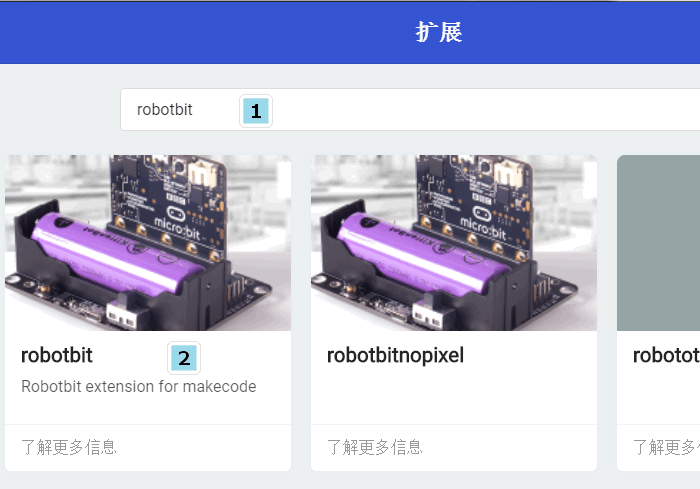 扩展
robotbit
1
micro:bit
micro:bit
robotbit
2
Robotbit extension for makecode
了解更多信息
robotbitnopixel
了解更多信息
robotot
了解更多信